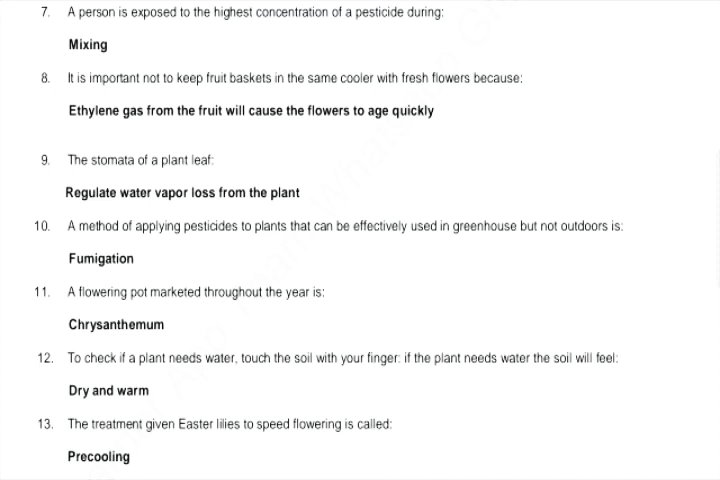 7. A person is exposed to the highest concentration of a pesticide during:
Mixing
8. It is important not to keep fruit baskets in the same cooler with fresh flowers because:
Ethylene gas from the fruit will cause the flowers to age quickly
9. The stomata of a plant leaf:
Regulate water vapor loss from the plant
10. A method of applying pesticides to plants that can be effectively used in greenhouse but not outdoors is:
Fumigation
11. A flowering pot marketed throughout the year is:
Chrysanthemum
12. To check if a plant needs water, touch the soil with your finger: if the plant needs water the soil will feel:
Dry and warm
13. The treatment given Easter lilies to speed flowering is called:
Precooling